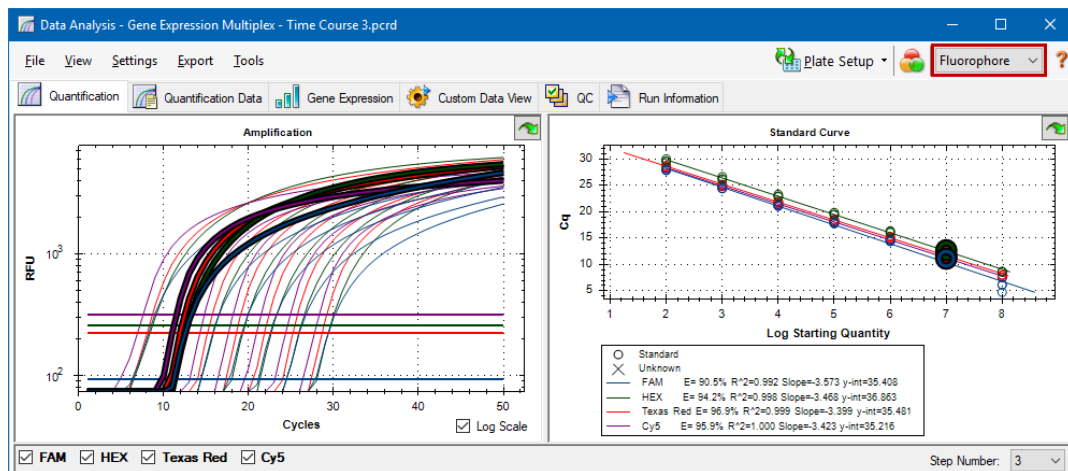 Data Analysis - Gene Expression Multiplex - Time Course 3.pcrd
File View Settings Export Tools Plate Setup Fluorophore ?
Quantification Quantification Data Gene Expression Custom Data View QC Run Information
Amplification
10^3
10^2
RFU
0 10 20 30 40 50
Cycles
Log Scale
Standard Curve
30
25
20
15
10
5
Cq
1 2 3 4 5 6 7 8
Log Starting Quantity
Standard
Unknown
FAM E= 90.5% R^2=0.992 Slope=-3.573 y-int=35.408
HEX E= 94.2% R^2=0.998 Slope=-3.468 y-int=36.863
Texas Red E= 96.9% R^2=0.999 Slope=-3.399 y-int=35.481
Cy5 E= 95.9% R^2=1.000 Slope=-3.423 y-int=35.216
FAM HEX Texas Red Cy5 Step Number: 3